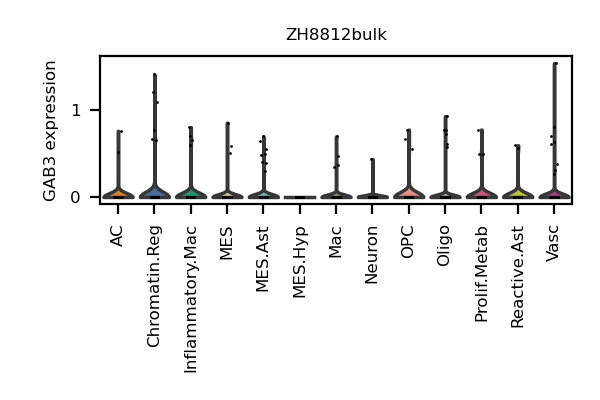 ZH8812bulk
GAB3 expression
1
0
AC
Chromatin.Reg
Inflammatory.Mac
MES
MES.Ast
MES.Hyp
Mac
Neuron
OPC
Oligo
Prolif.Metab
Reactive.Ast
Vasc